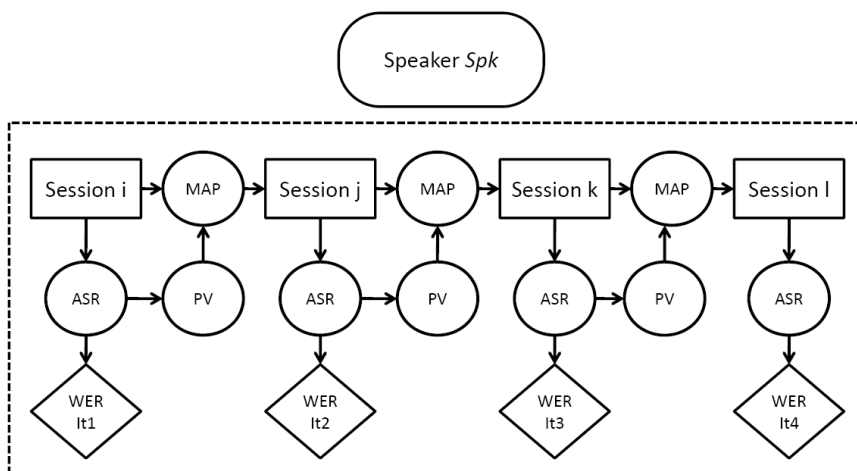 Speaker Spk
Session i
MAP
Session j
MAP
Session k
MAP
Session l
ASR
PV
ASR
PV
ASR
PV
ASR
WER
It1
WER
It2
WER
It3
WER
It4